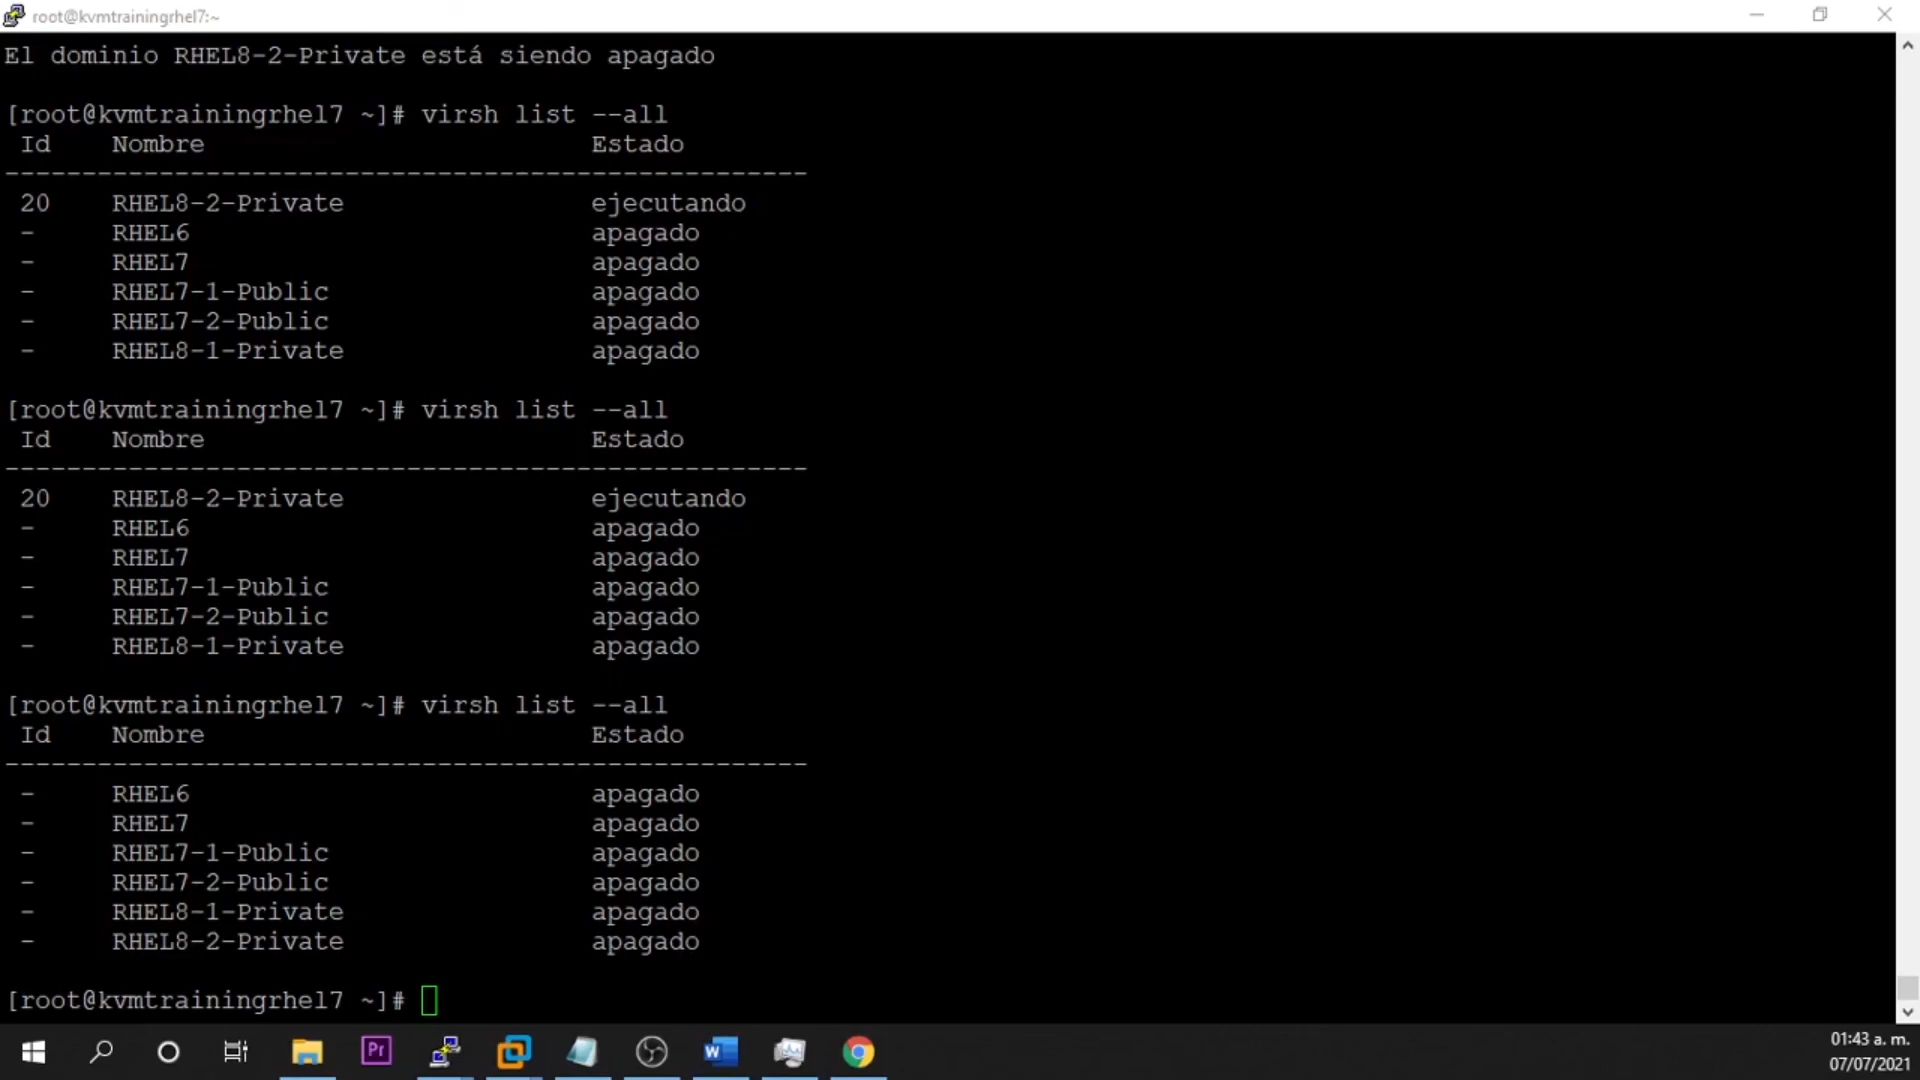 root@kvmtrainingrhel7:~
El dominio RHEL8-2-Private está siendo apagado
[root@kvmtrainingrhel7 ~]# virsh list --all
Id Nombre Estado
----------------------------------------------------
20 RHEL8-2-Private ejecutando
- RHEL6 apagado
- RHEL7 apagado
- RHEL7-1-Public apagado
- RHEL7-2-Public apagado
- RHEL8-1-Private apagado
[root@kvmtrainingrhel7 ~]# virsh list --all
Id Nombre Estado
----------------------------------------------------
20 RHEL8-2-Private ejecutando
- RHEL6 apagado
- RHEL7 apagado
- RHEL7-1-Public apagado
- RHEL7-2-Public apagado
- RHEL8-1-Private apagado
[root@kvmtrainingrhel7 ~]# virsh list --all
Id Nombre Estado
----------------------------------------------------
- RHEL6 apagado
- RHEL7 apagado
- RHEL7-1-Public apagado
- RHEL7-2-Public apagado
- RHEL8-1-Private apagado
- RHEL8-2-Private apagado
[root@kvmtrainingrhel7 ~]#
Pr
W
01:43 a. m.
07/07/2021